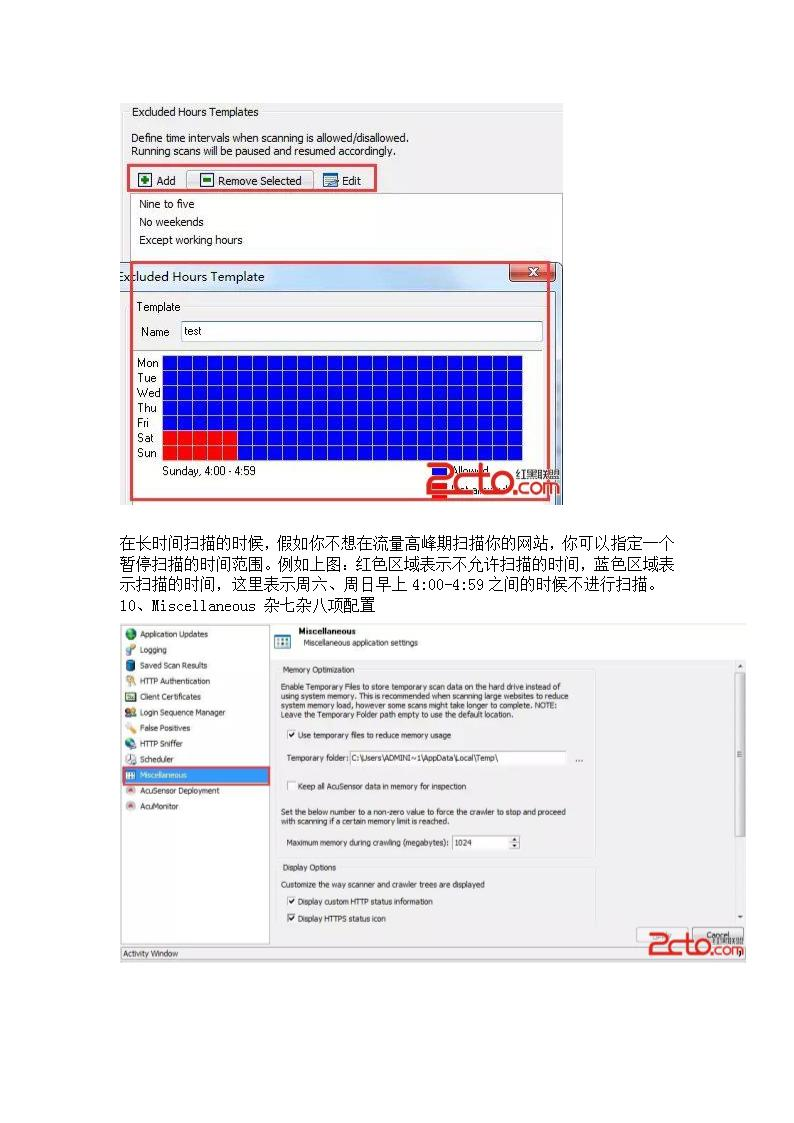 Excluded Hours Templates
Define time intervals when scanning is allowed/disallowed.
Running scans will be paused and resumed accordingly.
Add Remove Selected Edit
Nine to five
No weekends
Except working hours
Excluded Hours Template
Template
Name test
Mon
Tue
Wed
Thu
Fri
Sat
Sun
Sunday, 4:00 - 4:59
Allowed
2cto.com
红黑联盟
在长时间扫描的时候，假如你不想在流量高峰期扫描你的网站，你可以指定一个
暂停扫描的时间范围。例如上图：红色区域表示不允许扫描的时间，蓝色区域表
示扫描的时间，这里表示周六、周日早上 4:00-4:59 之间的时候不进行扫描。
10、Miscellaneous 杂七杂八项配置
Application Updates
Logging
Saved Scan Results
HTTP Authentication
Client Certificates
Login Sequence Manager
False Positives
HTTP Sniffer
Scheduler
Miscellaneous
AcuSensor Deployment
AcuMonitor
Miscellaneous
Miscellaneous application settings
Memory Optimization
Enable Temporary Files to store temporary scan data on the hard drive instead of
using system memory. This is recommended when scanning large websites to reduce
system memory load, however some scans might take longer to complete. NOTE:
Leave the Temporary Folder path empty to use the default location.
Use temporary files to reduce memory usage
Temporary folder: C:\Users\ADMINI~1\AppData\Local\Temp\ ...
Keep all AcuSensor data in memory for inspection
Set the below number to a non-zero value to force the crawler to stop and proceed
with scanning if a certain memory limit is reached.
Maximum memory during crawling (megabytes): 1024
Display Options
Customize the way scanner and crawler trees are displayed
Display custom HTTP status information
Display HTTPS status icon
Cancel
2cto.com
红黑联盟
Activity Window